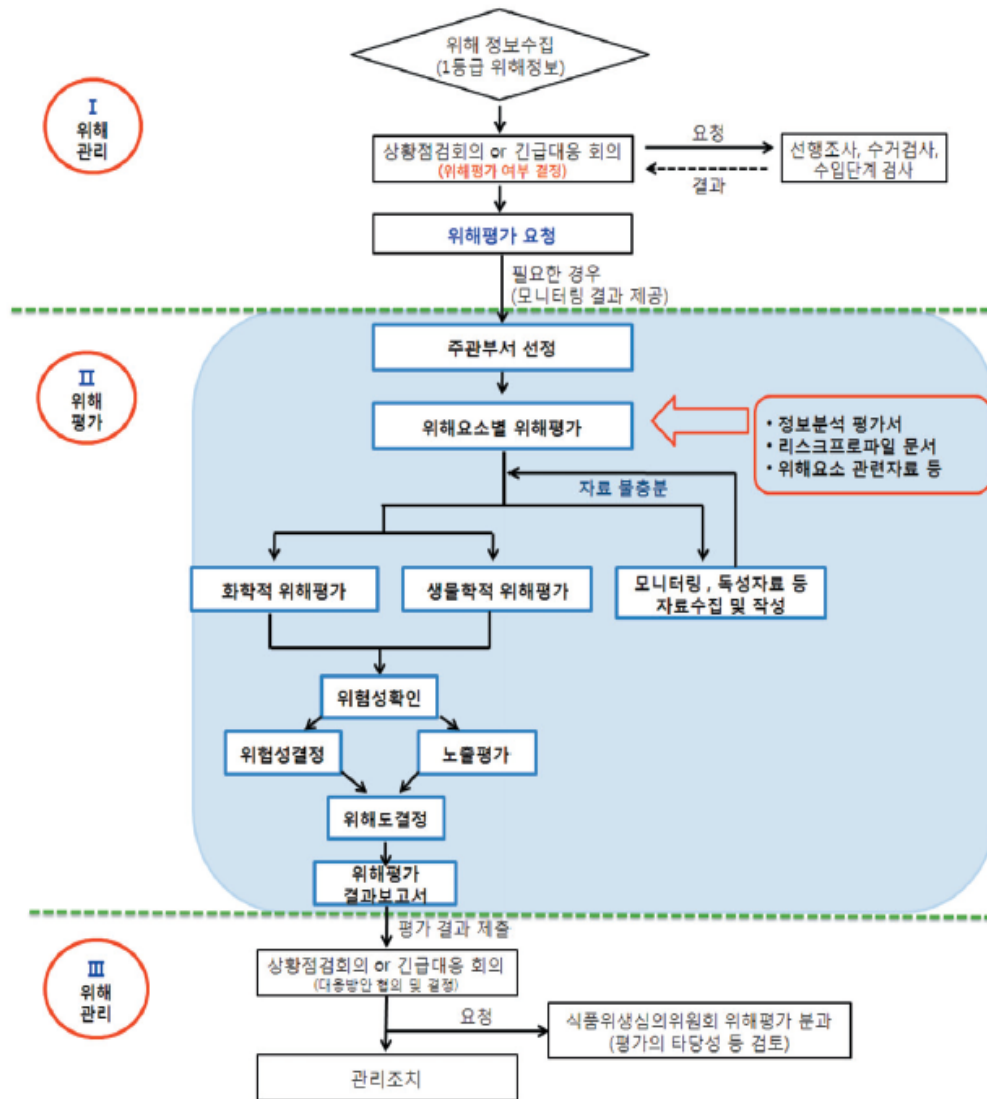 위해 정보수집
(1등급 위해정보)
I
위해
관리
상황점검회의 or 긴급대응 회의
(위해평가 여부 결정)
요청
결과
선행조사, 수거검사,
수입단계 검사
위해평가 요청
필요한 경우
(모니터링 결과 제공)
II
위해
평가
주관부서 선정
위해요소별 위해평가
• 정보분석 평가서
• 리스크프로파일 문서
• 위해요소 관련자료 등
자료 불충분
화학적 위해평가
생물학적 위해평가
모니터링 , 독성자료 등
자료수집 및 작성
위험성확인
위험성결정
노출평가
위해도결정
위해평가
결과보고서
평가 결과 제출
III
위해
관리
상황점검회의 or 긴급대응 회의
(대응방안 협의 및 결정)
요청
식품위생심의위원회 위해평가 분과
(평가의 타당성 등 검토)
관리조치